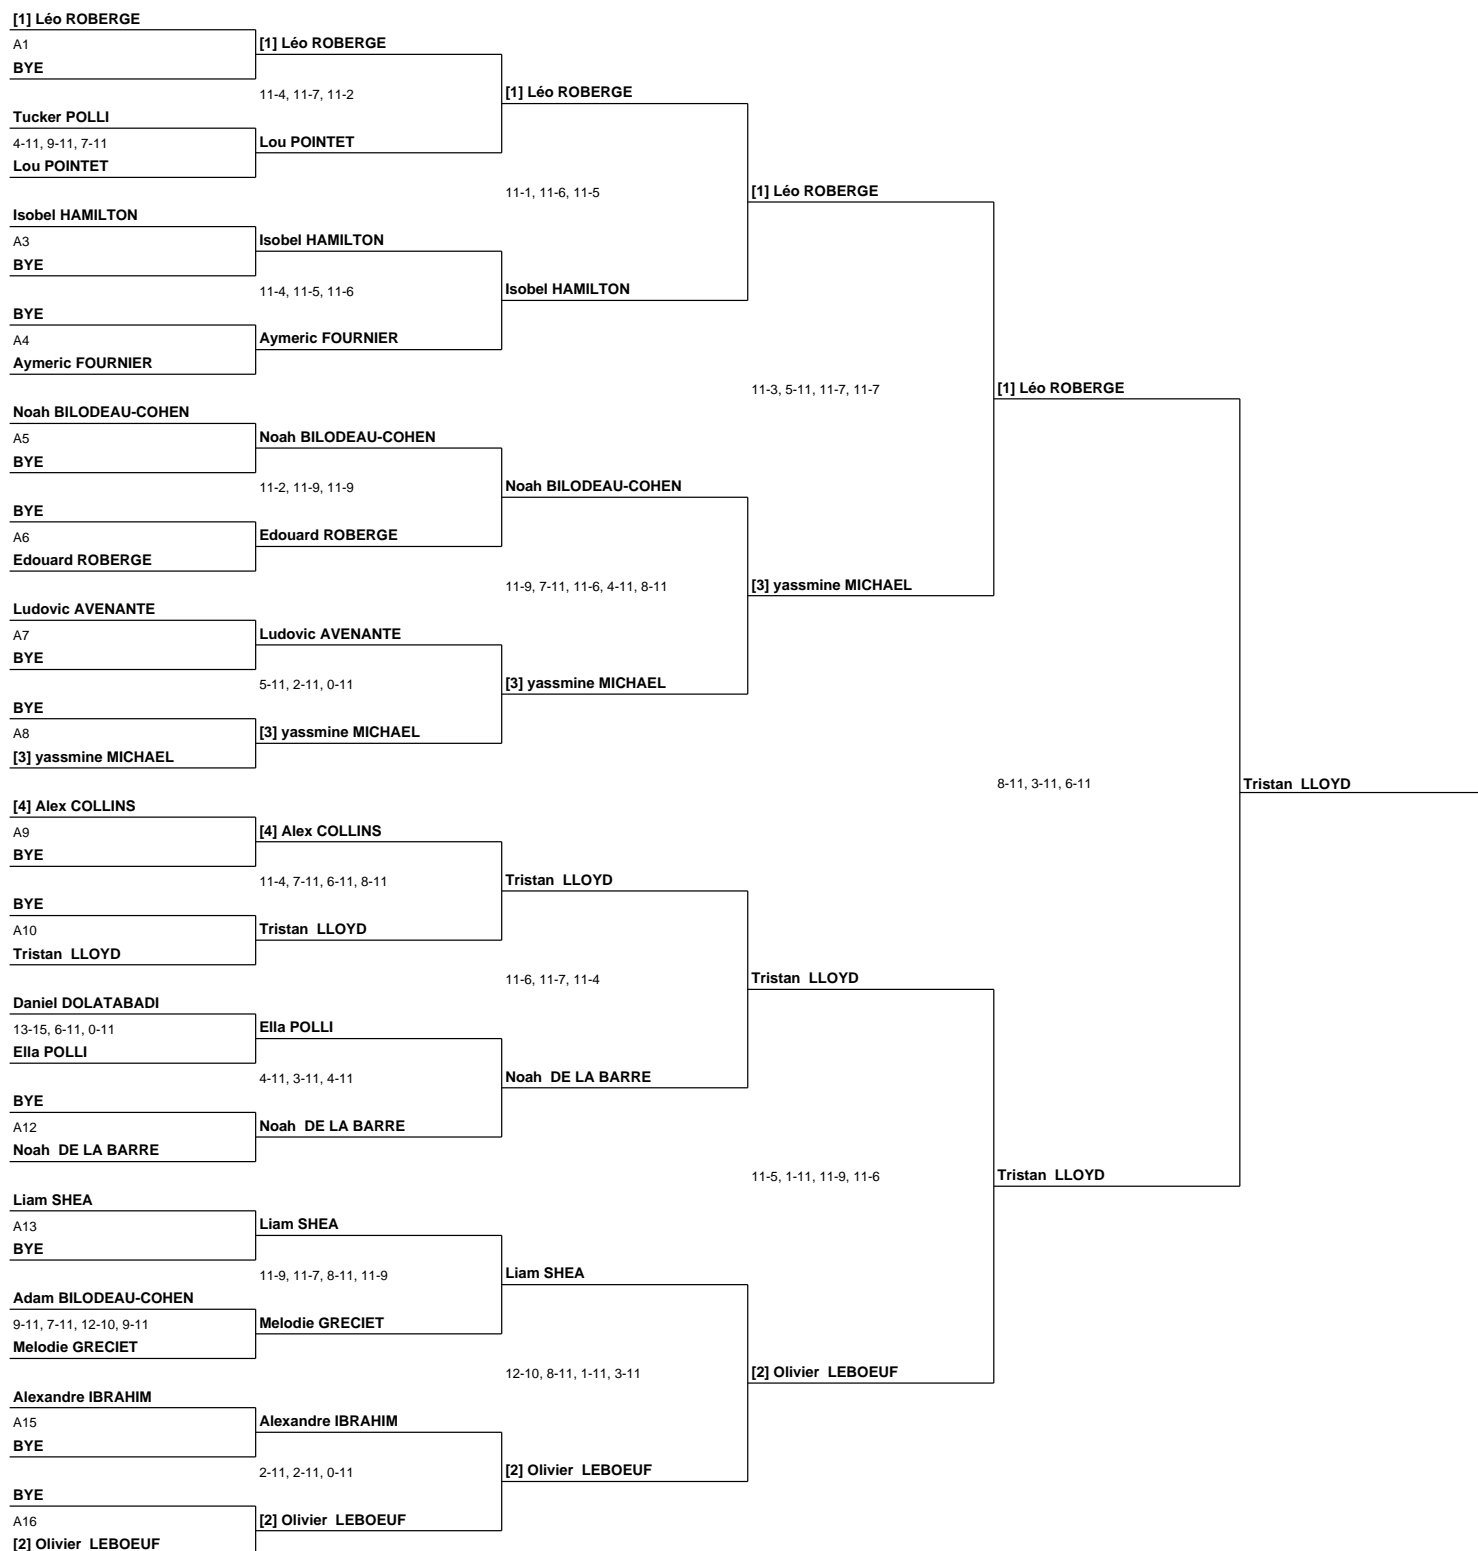 [1] Léo ROBERGE
A1
BYE
[1] Léo ROBERGE
11-4, 11-7, 11-2
[1] Léo ROBERGE
Tucker POLLI
4-11, 9-11, 7-11
Lou POINTET
Lou POINTET
11-1, 11-6, 11-5
[1] Léo ROBERGE
Isobel HAMILTON
A3
BYE
Isobel HAMILTON
11-4, 11-5, 11-6
Isobel HAMILTON
BYE
A4
Aymeric FOURNIER
Aymeric FOURNIER
11-3, 5-11, 11-7, 11-7
[1] Léo ROBERGE
Noah BILODEAU-COHEN
A5
BYE
Noah BILODEAU-COHEN
11-2, 11-9, 11-9
Noah BILODEAU-COHEN
BYE
A6
Edouard ROBERGE
Edouard ROBERGE
11-9, 7-11, 11-6, 4-11, 8-11
[3] yassmine MICHAEL
Ludovic AVENANTE
A7
BYE
Ludovic AVENANTE
5-11, 2-11, 0-11
[3] yassmine MICHAEL
BYE
A8
[3] yassmine MICHAEL
[3] yassmine MICHAEL
8-11, 3-11, 6-11
Tristan LLOYD
[4] Alex COLLINS
A9
BYE
[4] Alex COLLINS
11-4, 7-11, 6-11, 8-11
Tristan LLOYD
BYE
A10
Tristan LLOYD
Tristan LLOYD
11-6, 11-7, 11-4
Tristan LLOYD
Daniel DOLATABADI
13-15, 6-11, 0-11
Ella POLLI
Ella POLLI
4-11, 3-11, 4-11
Noah DE LA BARRE
BYE
A12
Noah DE LA BARRE
Noah DE LA BARRE
11-5, 1-11, 11-9, 11-6
Tristan LLOYD
Liam SHEA
A13
BYE
Liam SHEA
11-9, 11-7, 8-11, 11-9
Liam SHEA
Adam BILODEAU-COHEN
9-11, 7-11, 12-10, 9-11
Melodie GRECIET
Melodie GRECIET
12-10, 8-11, 1-11, 3-11
[2] Olivier LEBOEUF
Alexandre IBRAHIM
A15
BYE
Alexandre IBRAHIM
2-11, 2-11, 0-11
[2] Olivier LEBOEUF
BYE
A16
[2] Olivier LEBOEUF
[2] Olivier LEBOEUF